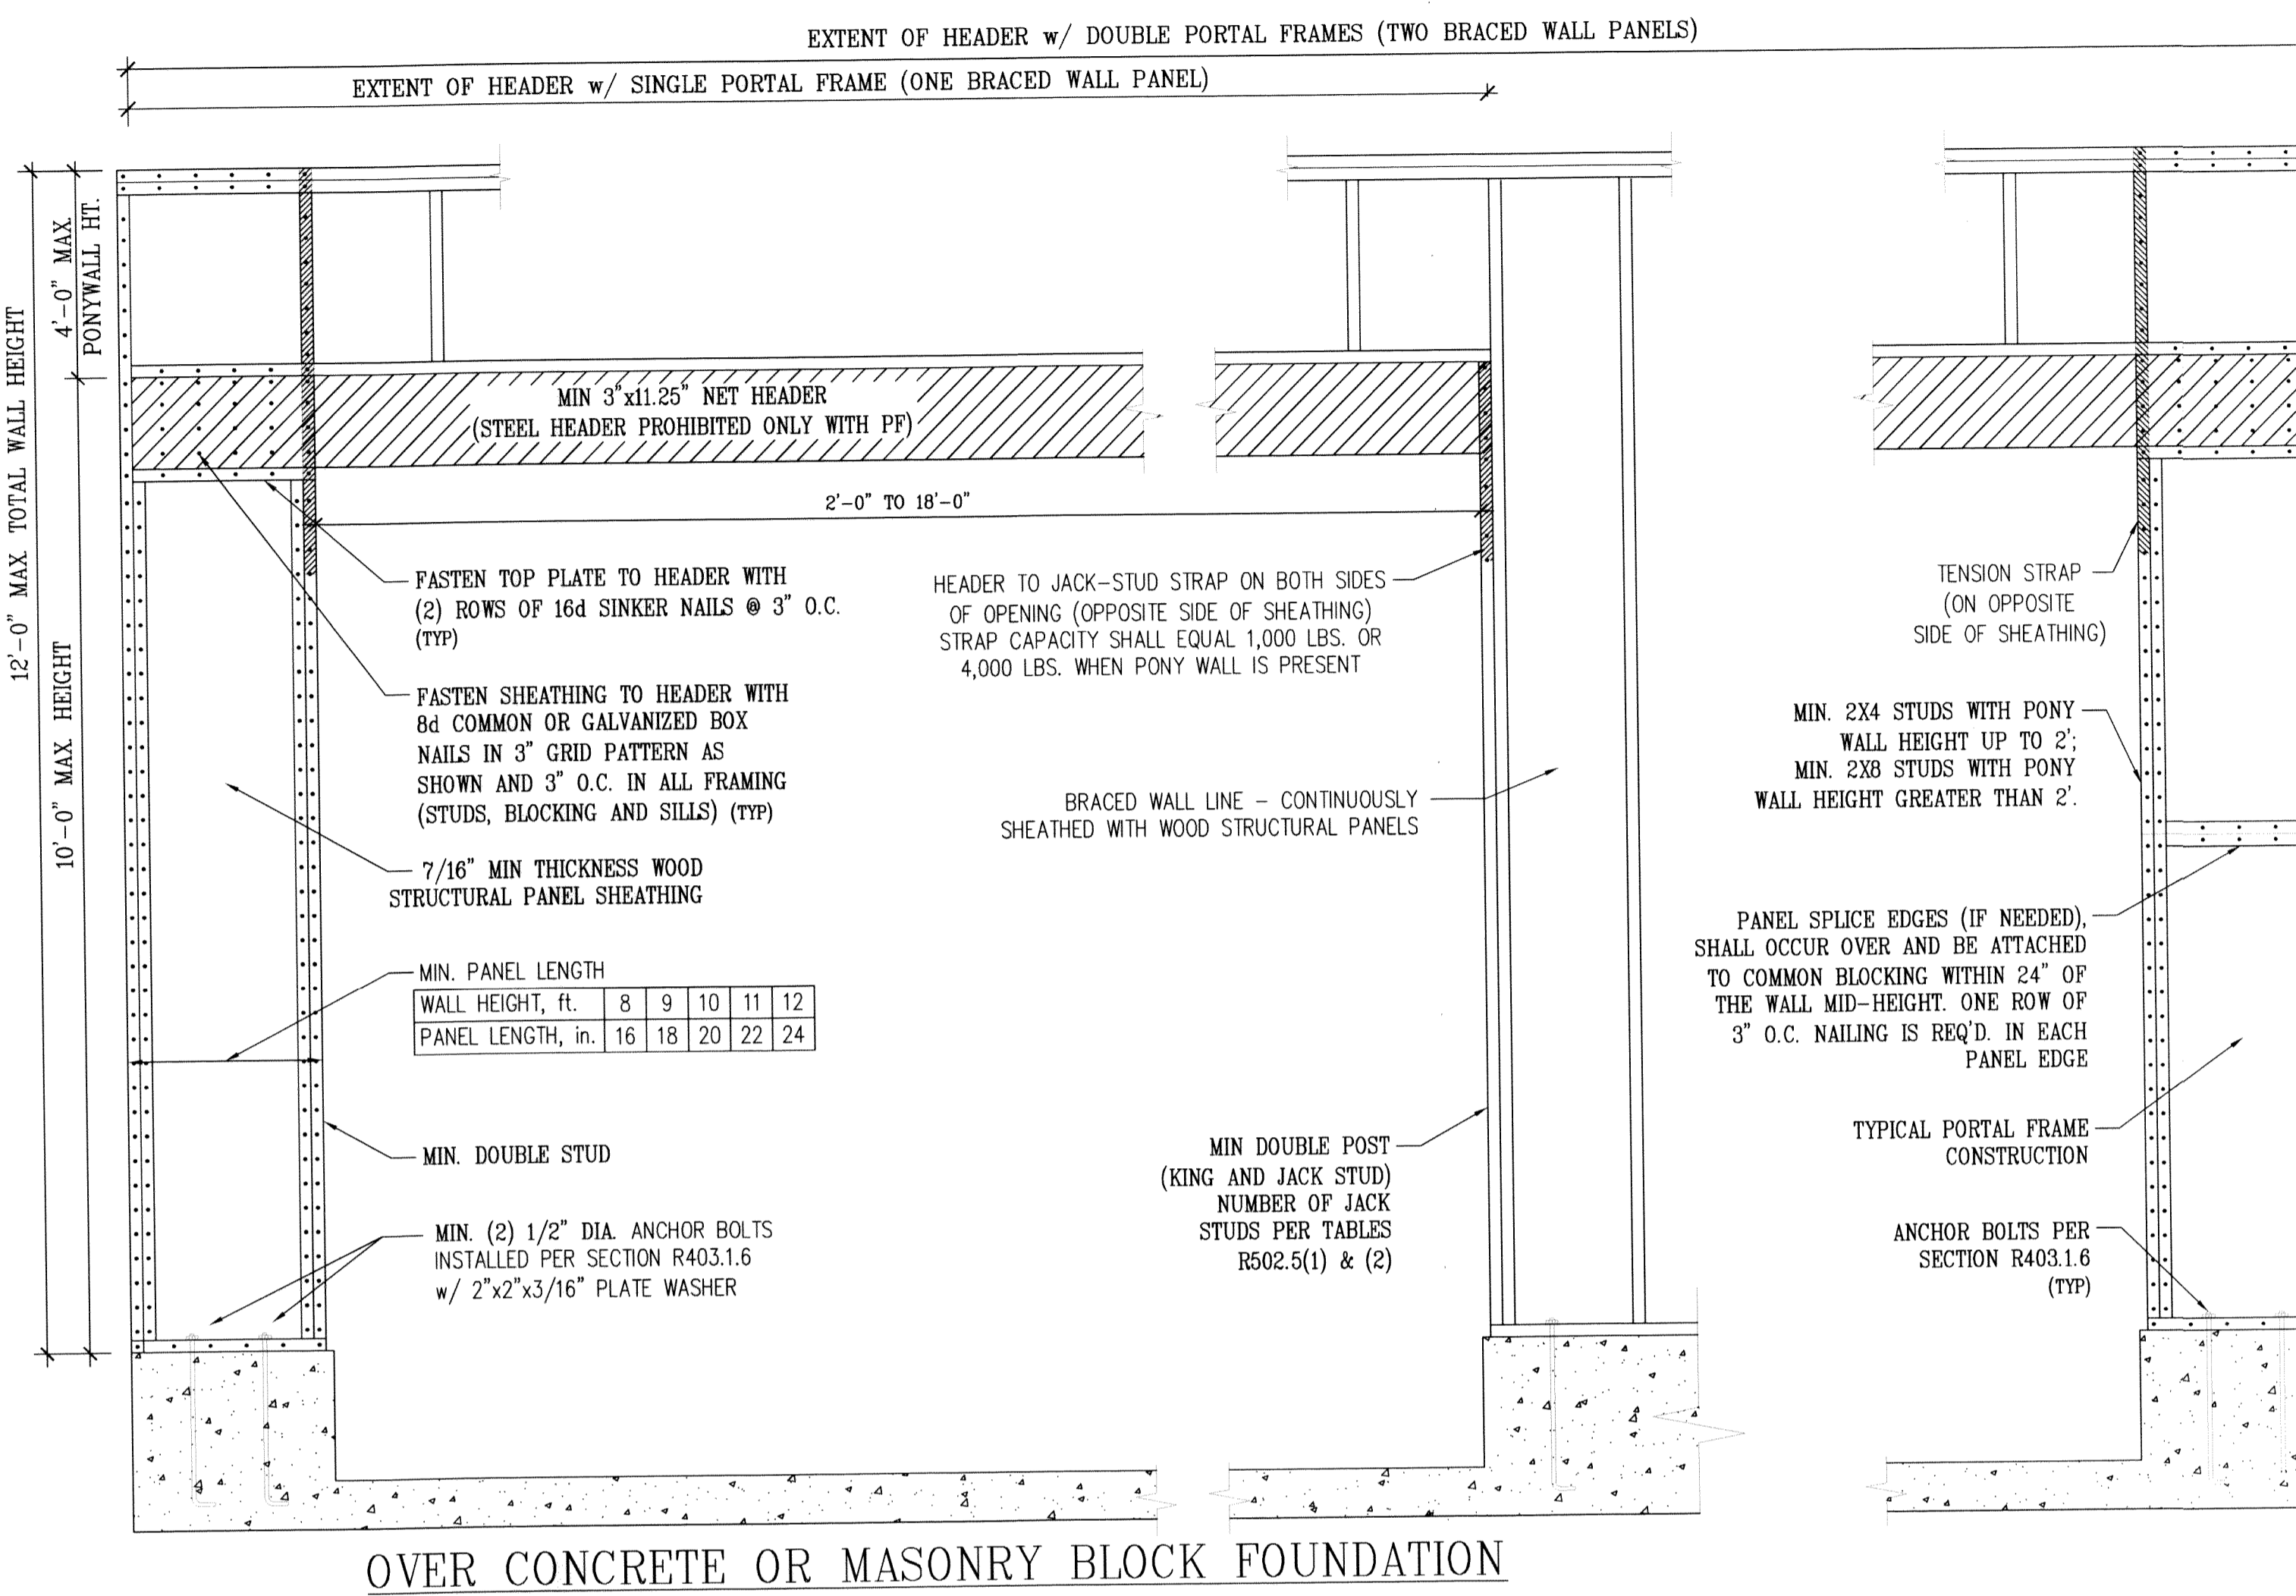 EXTENT OF HEADER w/ DOUBLE PORTAL FRAMES (TWO BRACED WALL PANELS)
EXTENT OF HEADER w/ SINGLE PORTAL FRAME (ONE BRACED WALL PANEL)
12'-0" MAX TOTAL WALL HEIGHT
4'-0" MAX.
PONYWALL HT.
10'-0" MAX. HEIGHT
MIN 3"x11.25" NET HEADER
(STEEL HEADER PROHIBITED ONLY WITH PF)
2'-0" TO 18'-0"
FASTEN TOP PLATE TO HEADER WITH
(2) ROWS OF 16d SINKER NAILS @ 3" O.C.
(TYP)
FASTEN SHEATHING TO HEADER WITH
8d COMMON OR GALVANIZED BOX
NAILS IN 3" GRID PATTERN AS
SHOWN AND 3" O.C. IN ALL FRAMING
(STUDS, BLOCKING AND SILLS) (TYP)
7/16" MIN THICKNESS WOOD
STRUCTURAL PANEL SHEATHING
MIN. PANEL LENGTH
WALL HEIGHT, ft. 8 9 10 11 12
PANEL LENGTH, in. 16 18 20 22 24
MIN. DOUBLE STUD
MIN. (2) 1/2" DIA. ANCHOR BOLTS
INSTALLED PER SECTION R403.1.6
w/ 2"x2"x3/16" PLATE WASHER
HEADER TO JACK-STUD STRAP ON BOTH SIDES
OF OPENING (OPPOSITE SIDE OF SHEATHING)
STRAP CAPACITY SHALL EQUAL 1,000 LBS. OR
4,000 LBS. WHEN PONY WALL IS PRESENT
BRACED WALL LINE - CONTINUOUSLY
SHEATHED WITH WOOD STRUCTURAL PANELS
MIN DOUBLE POST
(KING AND JACK STUD)
NUMBER OF JACK
STUDS PER TABLES
R502.5(1) & (2)
TENSION STRAP
(ON OPPOSITE
SIDE OF SHEATHING)
MIN. 2X4 STUDS WITH PONY
WALL HEIGHT UP TO 2';
MIN. 2X8 STUDS WITH PONY
WALL HEIGHT GREATER THAN 2'.
PANEL SPLICE EDGES (IF NEEDED),
SHALL OCCUR OVER AND BE ATTACHED
TO COMMON BLOCKING WITHIN 24" OF
THE WALL MID-HEIGHT. ONE ROW OF
3" O.C. NAILING IS REQ'D. IN EACH
PANEL EDGE
TYPICAL PORTAL FRAME
CONSTRUCTION
ANCHOR BOLTS PER
SECTION R403.1.6
(TYP)
OVER CONCRETE OR MASONRY BLOCK FOUNDATION